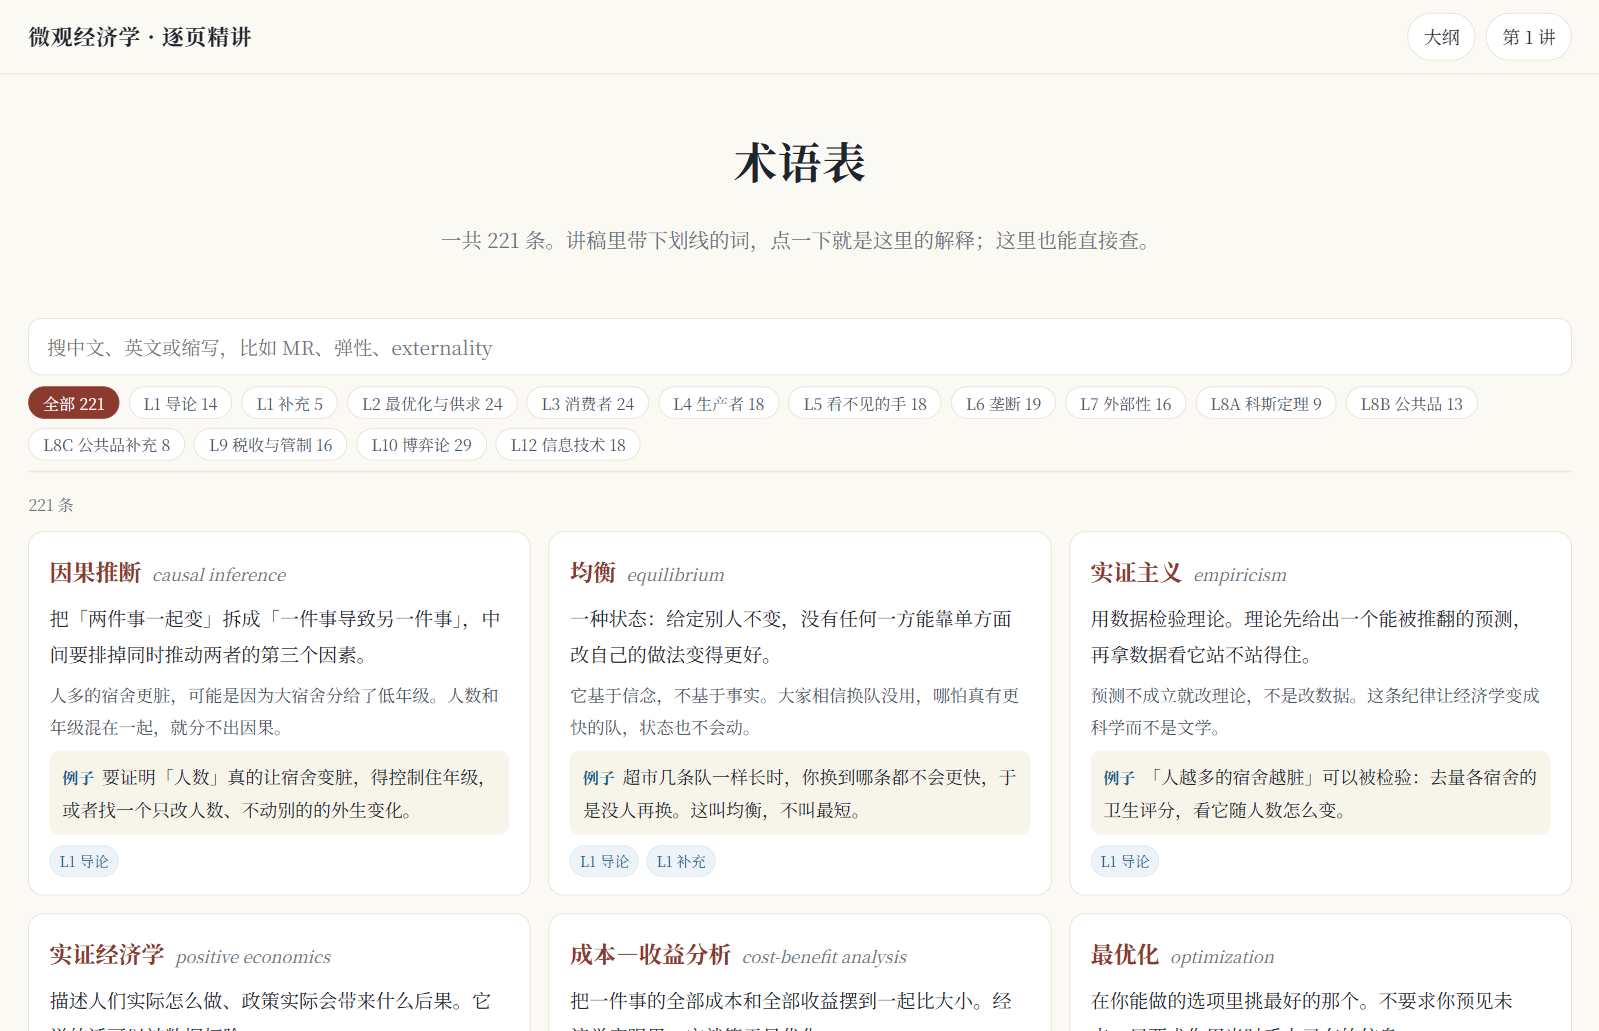 微观经济学 · 逐页精讲
大纲
第 1 讲
术语表
一共 221 条。讲稿里带下划线的词，点一下就是这里的解释；这里也能直接查。
搜中文、英文或缩写，比如 MR、弹性、externality
全部 221
L1 导论 14
L1 补充 5
L2 最优化与供求 24
L3 消费者 24
L4 生产者 18
L5 看不见的手 18
L6 垄断 19
L7 外部性 16
L8A 科斯定理 9
L8B 公共品 13
L8C 公共品补充 8
L9 税收与管制 16
L10 博弈论 29
L12 信息技术 18
221 条
因果推断 causal inference
把「两件事一起变」拆成「一件事导致另一件事」，中
间要排掉同时推动两者的第三个因素。
人多的宿舍更脏，可能是因为大宿舍分给了低年级。人数和
年级混在一起，就分不出因果。
例子 要证明「人数」真的让宿舍变脏，得控制住年级，
或者找一个只改人数、不动别的的外生变化。
L1 导论
均衡 equilibrium
一种状态：给定别人不变，没有任何一方能靠单方面
改自己的做法变得更好。
它基于信念，不基于事实。大家相信换队没用，哪怕真有更
快的队，状态也不会动。
例子 超市几条队一样长时，你换到哪条都不会更快，于
是没人再换。这叫均衡，不叫最短。
L1 导论
L1 补充
实证主义 empiricism
用数据检验理论。理论先给出一个能被推翻的预测，
再拿数据看它站不站得住。
预测不成立就改理论，不是改数据。这条纪律让经济学变成
科学而不是文学。
例子 「人越多的宿舍越脏」可以被检验：去量各宿舍的
卫生评分，看它随人数怎么变。
L1 导论
实证经济学 positive economics
描述人们实际怎么做、政策实际会带来什么后果。它
成本—收益分析 cost-benefit analysis
把一件事的全部成本和全部收益摆到一起比大小。经
最优化 optimization
在你能做的选项里挑最好的那个。不要求你预见未